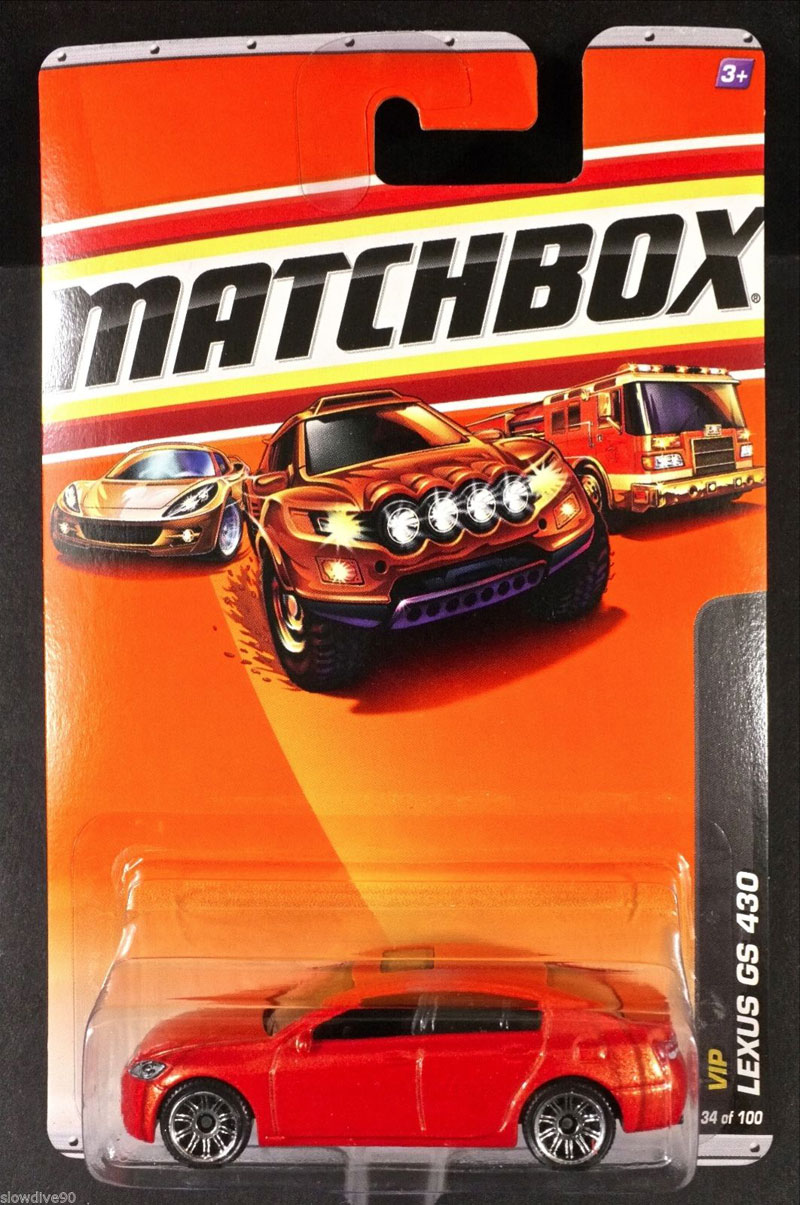 3+
MATCHBOX®
VIP
LEXUS GS 430
34 of 100
slowdive90